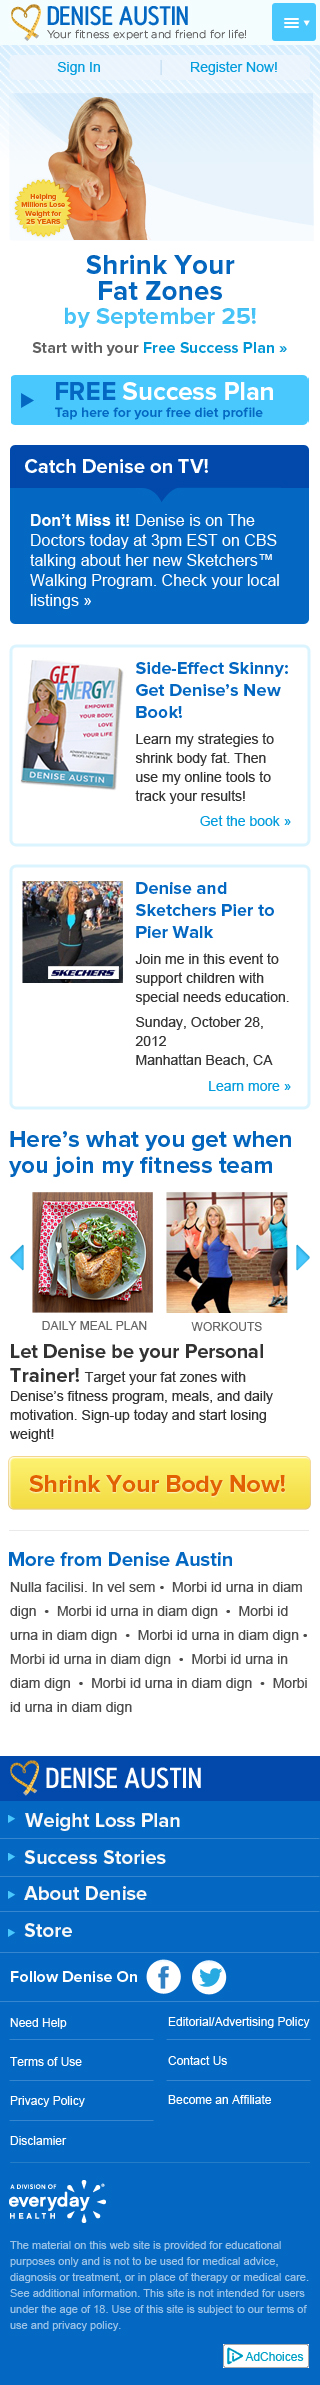 DENISE AUSTIN
Your fitness expert and friend for life!
Sign In | Register Now!
Helping
Millions Lose
Weight for
25 YEARS
Shrink Your
Fat Zones
by September 25!
Start with your Free Success Plan »
FREE Success Plan
Tap here for your free diet profile
Catch Denise on TV!
Don't Miss it! Denise is on The
Doctors today at 3pm EST on CBS
talking about her new Sketchers™
Walking Program. Check your local
listings »
GET
ENERGY!
EMPOWER
YOUR BODY,
LOVE
YOUR LIFE
ADVANCED UNCORRECTED
PROOFS. NOT FOR SALE
DENISE AUSTIN
Side-Effect Skinny:
Get Denise's New
Book!
Learn my strategies to
shrink body fat. Then
use my online tools to
track your results!
Get the book »
SKECHERS
Denise and
Sketchers Pier to
Pier Walk
Join me in this event to
support children with
special needs education.
Sunday, October 28,
2012
Manhattan Beach, CA
Learn more »
Here's what you get when
you join my fitness team
DAILY MEAL PLAN
WORKOUTS
Let Denise be your Personal
Trainer! Target your fat zones with
Denise's fitness program, meals, and daily
motivation. Sign-up today and start losing
weight!
Shrink Your Body Now!
More from Denise Austin
Nulla facilisi. In vel sem • Morbi id urna in diam
dign • Morbi id urna in diam dign • Morbi id
urna in diam dign • Morbi id urna in diam dign •
Morbi id urna in diam dign • Morbi id urna in
diam dign • Morbi id urna in diam dign • Morbi
id urna in diam dign
DENISE AUSTIN
Weight Loss Plan
Success Stories
About Denise
Store
Follow Denise On
Need Help
Editorial/Advertising Policy
Terms of Use
Contact Us
Privacy Policy
Become an Affiliate
Disclamier
A DIVISION OF
everyday
HEALTH
The material on this web site is provided for educational
purposes only and is not to be used for medical advice,
diagnosis or treatment, or in place of therapy or medical care.
See additional information. This site is not intended for users
under the age of 18. Use of this site is subject to our terms of
use and privacy policy.
AdChoices